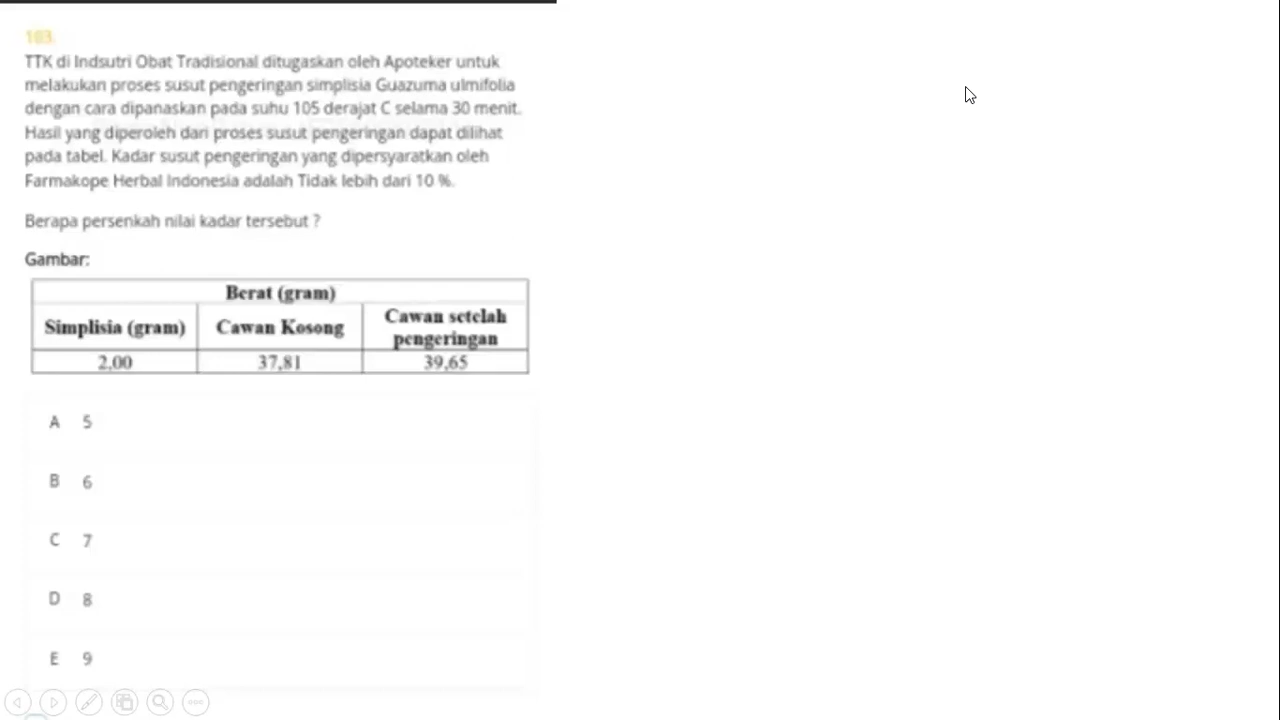 103.
TTK di Indsutri Obat Tradisional ditugaskan oleh Apoteker untuk
melakukan proses susut pengeringan simplisia Guazuma ulmifolia
dengan cara dipanaskan pada suhu 105 derajat C selama 30 menit.
Hasil yang diperoleh dari proses susut pengeringan dapat dilihat
pada tabel. Kadar susut pengeringan yang dipersyaratkan oleh
Farmakope Herbal Indonesia adalah Tidak lebih dari 10 %.
Berapa persenkah nilai kadar tersebut ?
Gambar:
Berat (gram)
Simplisia (gram) Cawan Kosong Cawan setelah
pengeringan
2,00 37,81 39,65
A 5
B 6
C 7
D 8
E 9